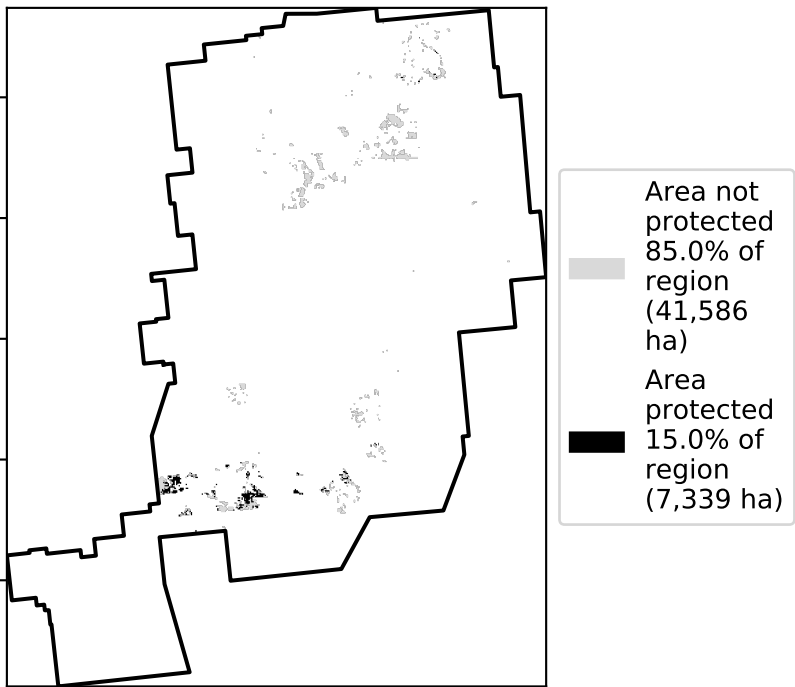 Area not
protected
85.0% of
region
(41,586
ha)
Area
protected
15.0% of
region
(7,339 ha)